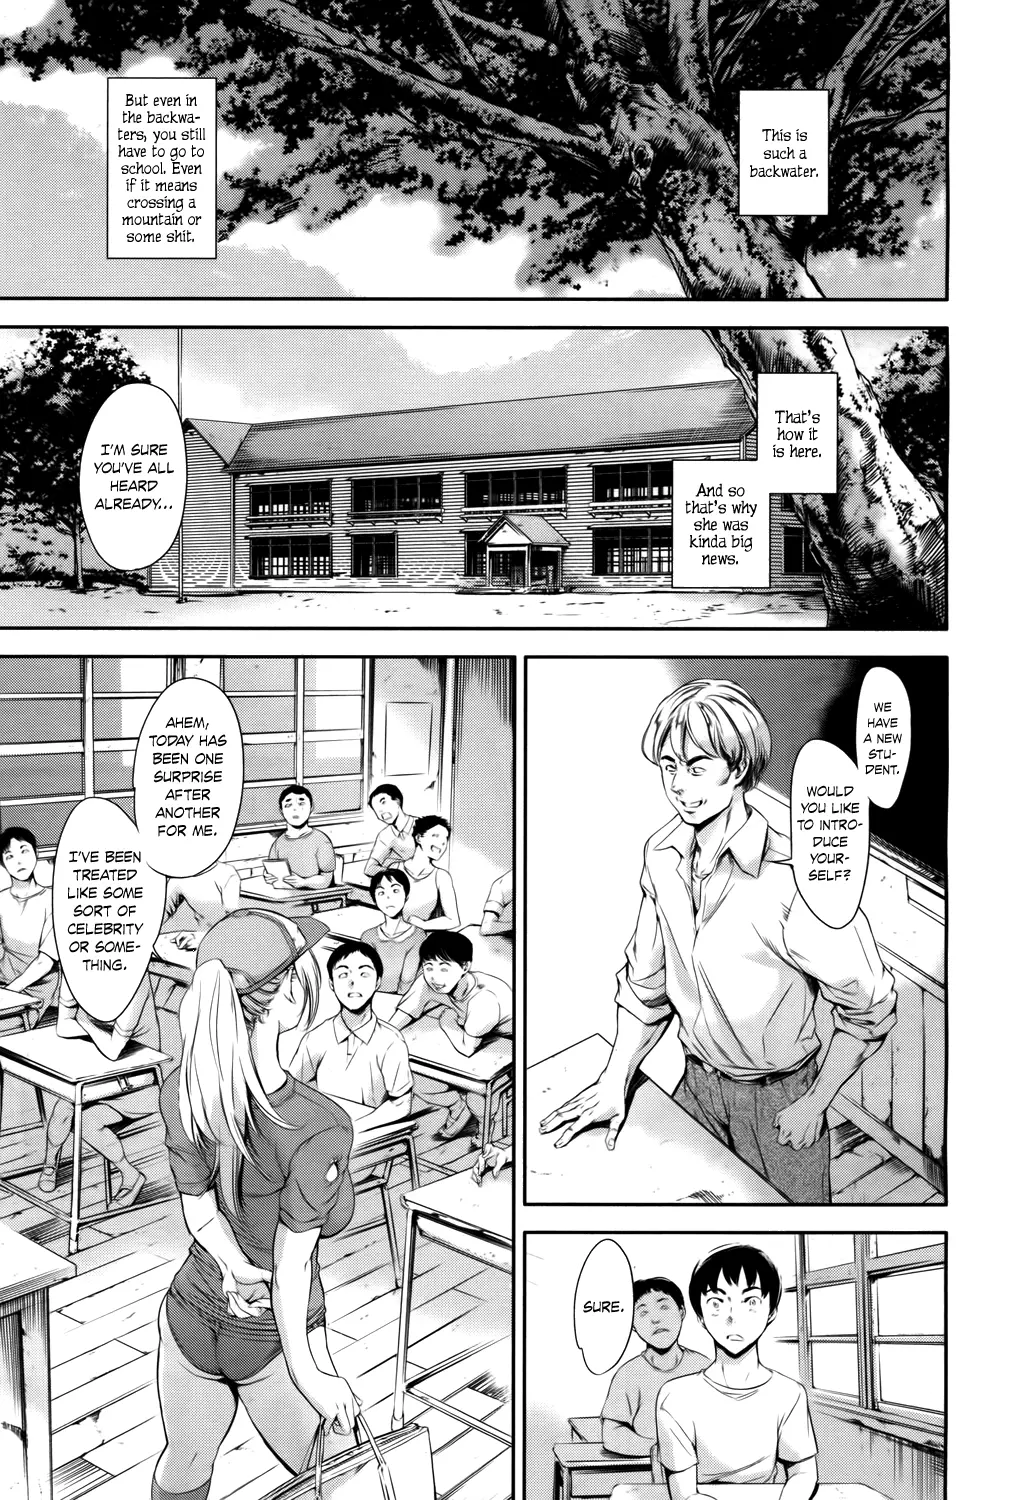 This is
such a
backwater.
But even in
the backwa-
ters, you still
have to go to
school. Even
if it means
crossing a
mountain or
some shit.
That's
how it
is here.
And so
that's why
she was
kinda big
news.
I'M SURE
YOU'VE ALL
HEARD
ALREADY...
WE
HAVE
A NEW
STU-
DENT.
WOULD
YOU LIKE
TO INTRO-
DUCE
YOUR-
SELF?
SURE.
AHEM,
TODAY HAS
BEEN ONE
SURPRISE
AFTER
ANOTHER
FOR ME.
I'VE BEEN
TREATED
LIKE SOME
SORT OF
CELEBRITY
OR SOME-
THING.